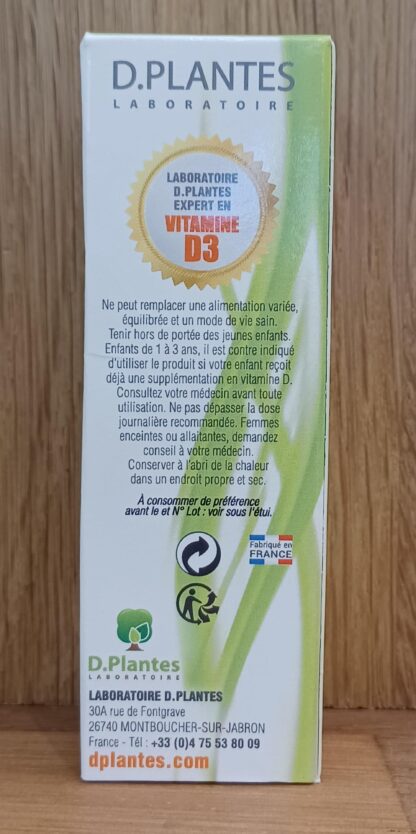 D.PLANTES
LABORATOIRE
LABORATOIRE
D.PLANTES
EXPERT EN
VITAMINE
D3
Ne peut remplacer une alimentation variée,
équilibrée et un mode de vie sain.
Tenir hors de portée des jeunes enfants.
Enfants de 1 à 3 ans, il est contre indiqué
d'utiliser le produit si votre enfant reçoit
déjà une supplémentation en vitamine D.
Consultez votre médecin avant toute
utilisation. Ne pas dépasser la dose
journalière recommandée. Femmes
enceintes ou allaitantes, demandez
conseil à votre médecin.
Conserver à l'abri de la chaleur
dans un endroit propre et sec.
À consommer de préférence
avant le et N° Lot : voir sous l'étui.
Fabriqué en
FRANCE
D.Plantes
LABORATOIRE
LABORATOIRE D.PLANTES
30A rue de Fontgrave
26740 MONTBOUCHER-SUR-JABRON
France - Tél : +33 (0)4 75 53 80 09
dplantes.com